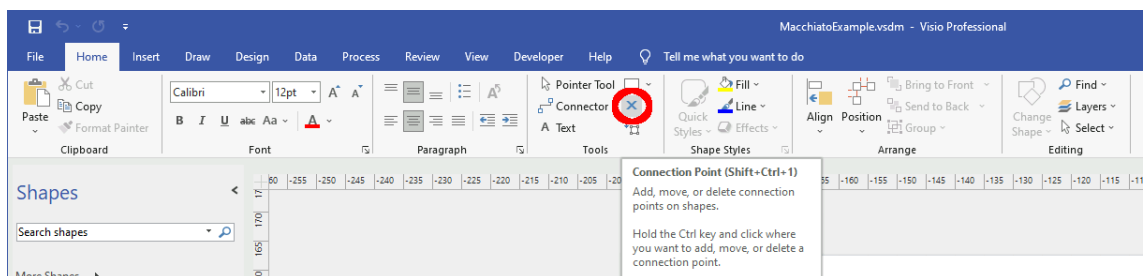 MacchiatoExample.vsdm - Visio Professional
File Home Insert Draw Design Data Process Review View Developer Help Tell me what you want to do
Paste
Cut
Copy
Format Painter
Clipboard
Calibri 12pt A A
B I U abc Aa A
Font
A
Paragraph
Pointer Tool
Connector
A Text
Tools
Quick Styles
Fill
Line
Effects
Shape Styles
Align Position
Bring to Front
Send to Back
Group
Arrange
Change Shape
Find
Layers
Select
Editing
Connection Point (Shift+Ctrl+1)
Add, move, or delete connection
points on shapes.
Hold the Ctrl key and click where
you want to add, move, or delete a
connection point.
Shapes
Search shapes
More Shapes
60 -255 -250 -245 -240 -235 -230 -225 -220 -215 -210 -205 -20 55 -160 -155 -150 -145 -140 -135 -130 -125 -120 -115 -11
17
170
165